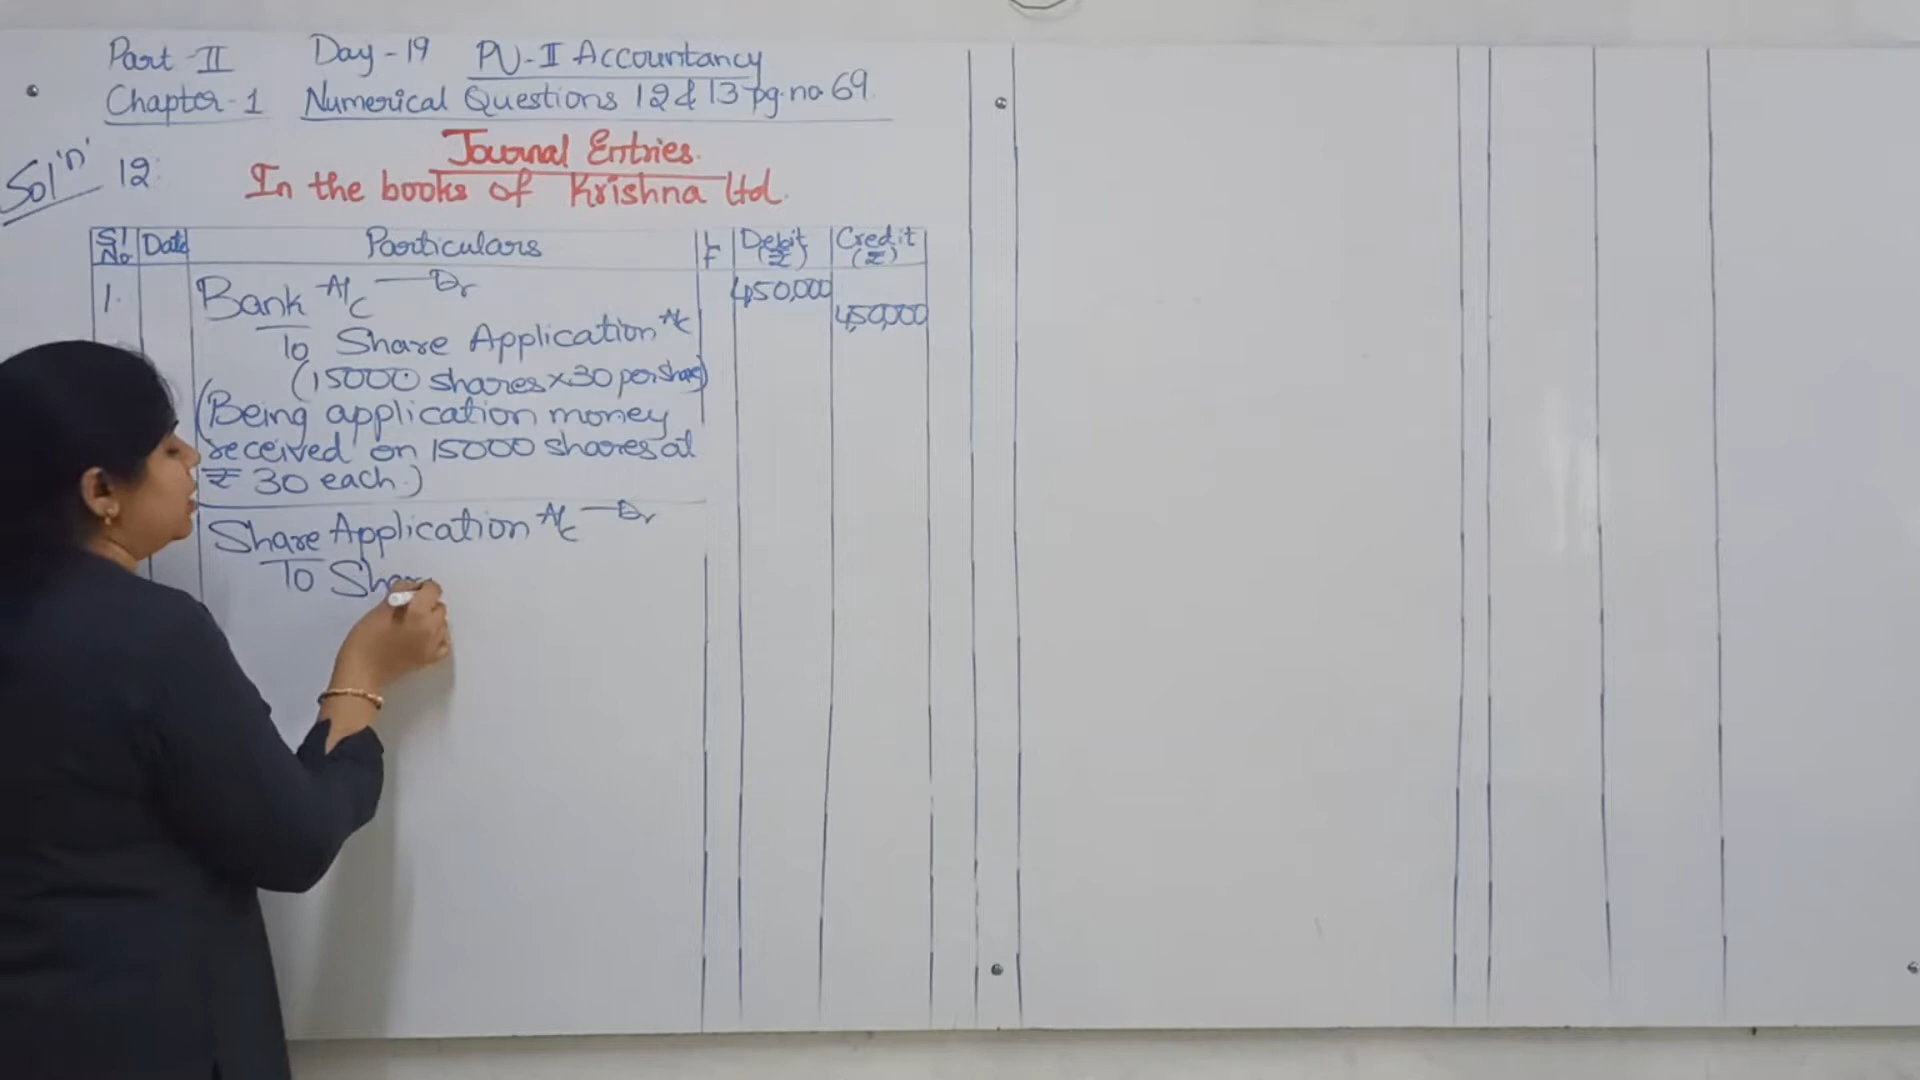 Part-II Day-19 PU-II Accountancy
Chapter-1 Numerical Questions 12 & 13 pg.no 69
Sol'n' 12:
Journal Entries.
In the books of Krishna Ltd.
Sl No Date Particulars LF Debit (₹) Credit (₹)
1. Bank A/c Dr 4,50,000
To Share Application A/c 4,50,000
(15000 shares x 30 per share)
(Being application money
received on 15000 shares at
₹ 30 each.)
Share Application A/c Dr
To Shar